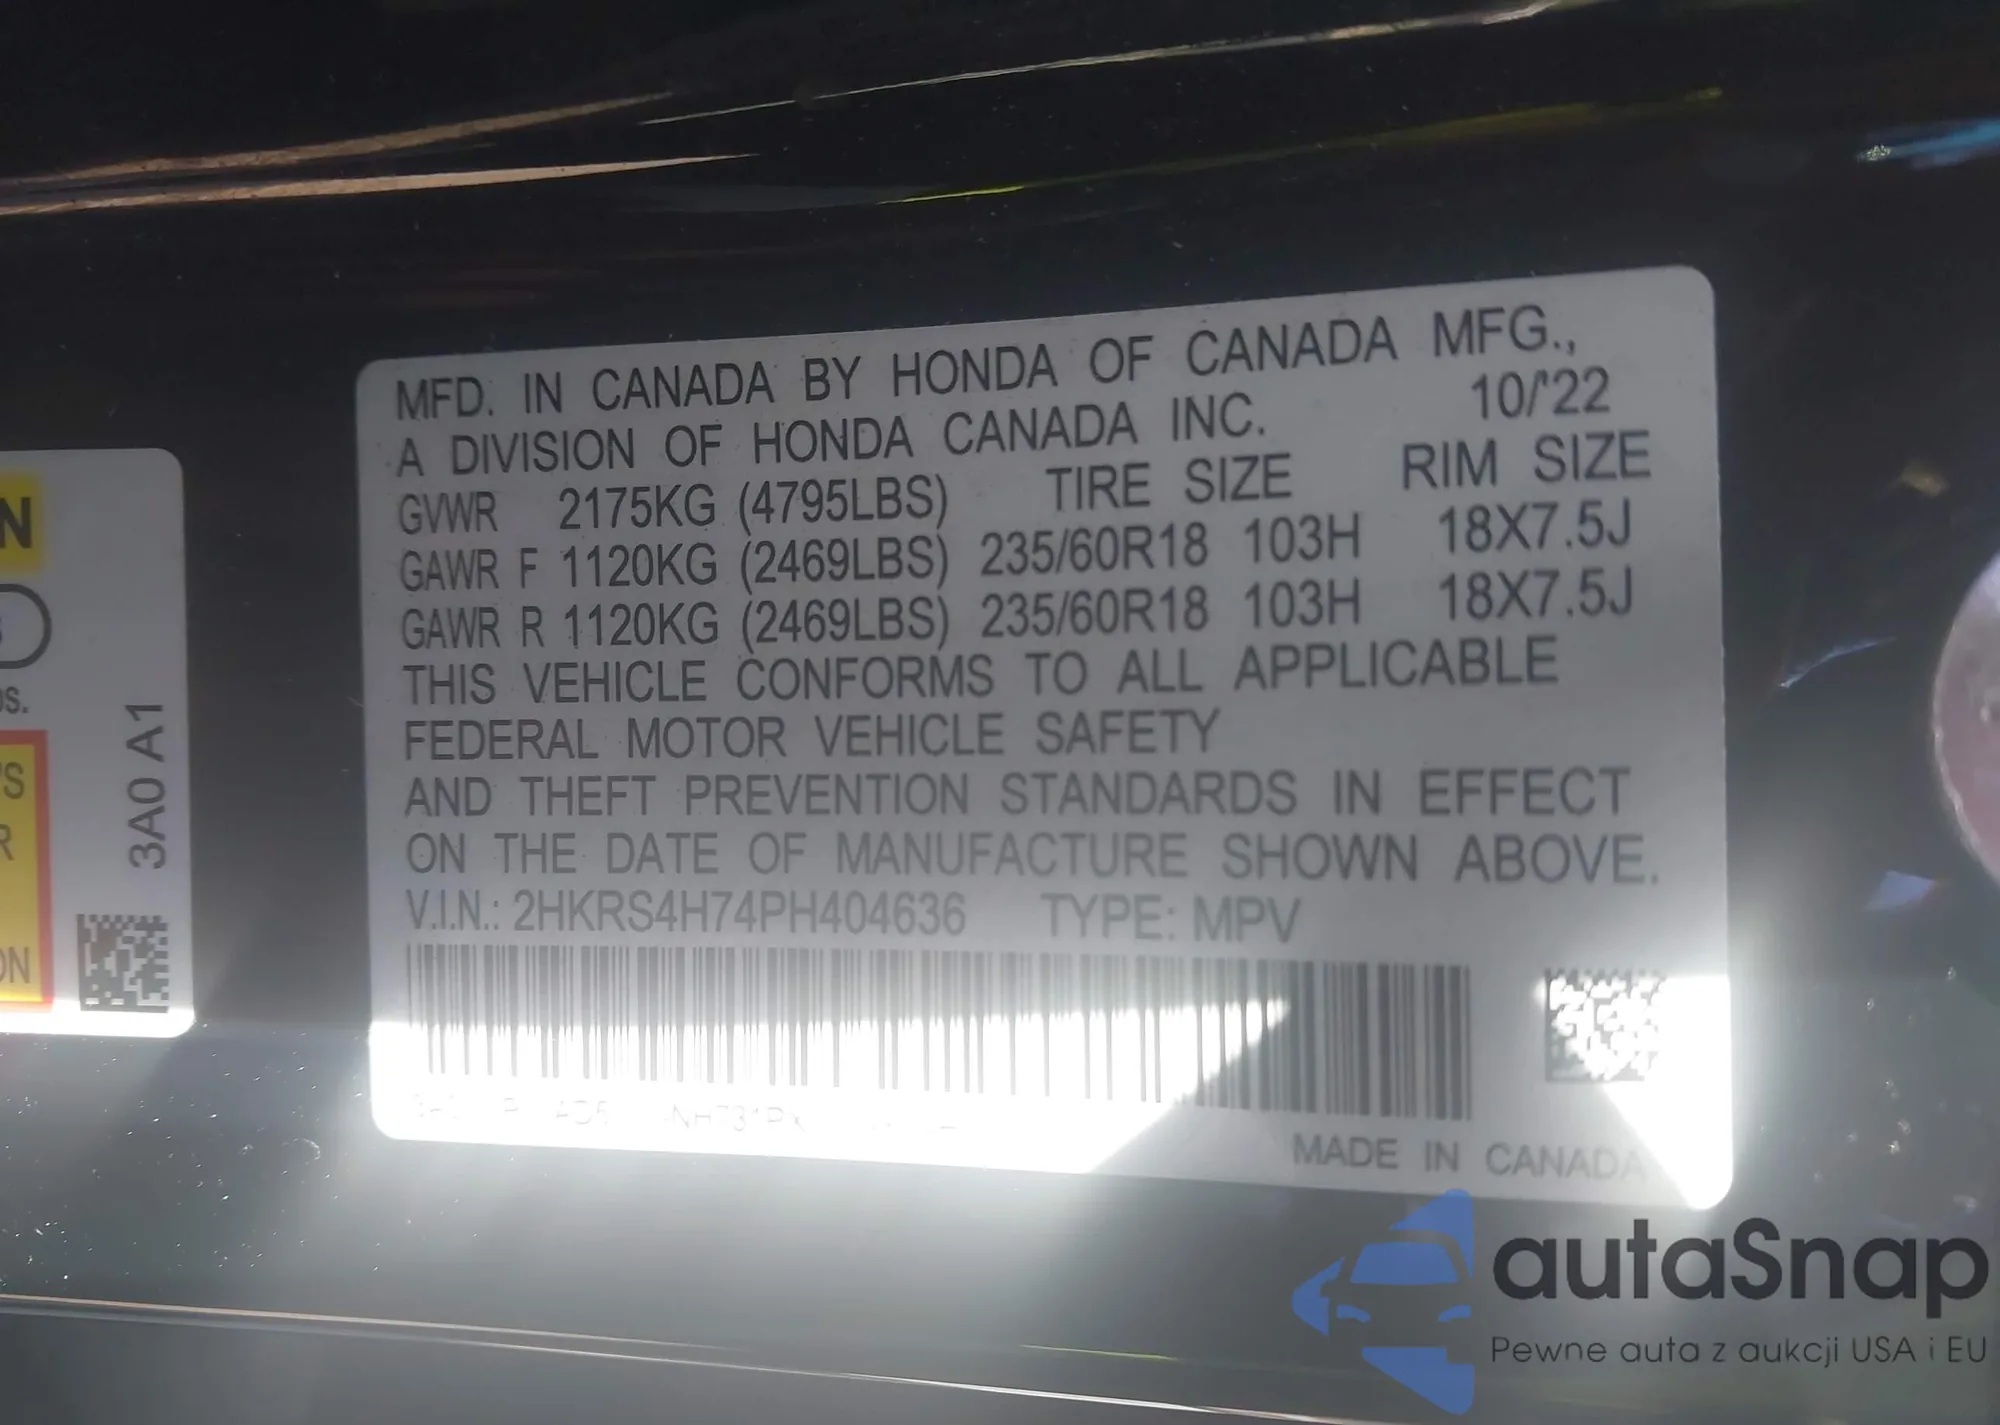 MFD. IN CANADA BY HONDA OF CANADA MFG.,
A DIVISION OF HONDA CANADA INC. 10/'22
GVWR 2175KG (4795LBS) TIRE SIZE RIM SIZE
GAWR F 1120KG (2469LBS) 235/60R18 103H 18X7.5J
GAWR R 1120KG (2469LBS) 235/60R18 103H 18X7.5J
THIS VEHICLE CONFORMS TO ALL APPLICABLE
FEDERAL MOTOR VEHICLE SAFETY
AND THEFT PREVENTION STANDARDS IN EFFECT
ON THE DATE OF MANUFACTURE SHOWN ABOVE.
V.I.N.: 2HKRS4H74PH404636 TYPE: MPV
MADE IN CANADA
3A0 A1
autaSnap
Pewne auta z aukcji USA i EU